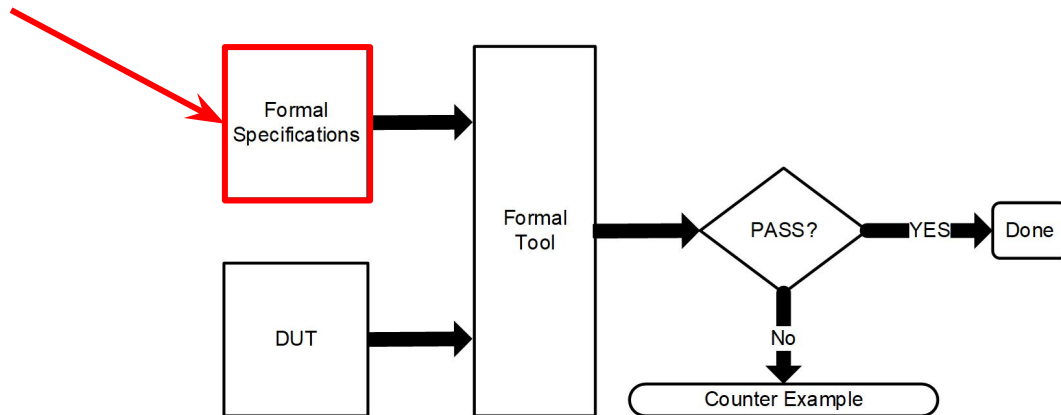 Formal
Specifications
Formal
Tool
PASS?
YES
Done
DUT
No
Counter Example